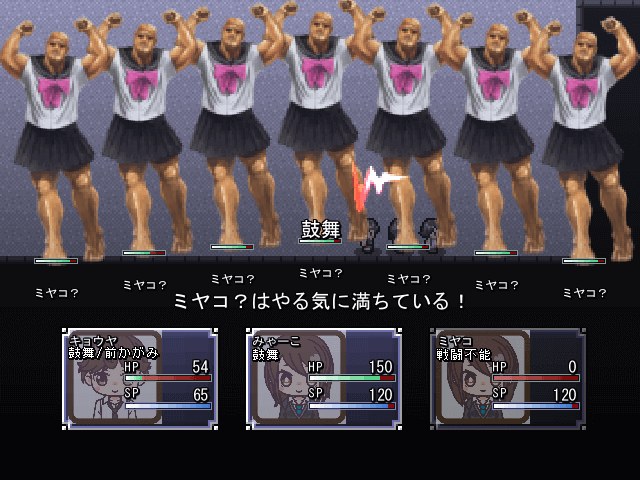 鼓舞
ミヤコ？
ミヤコ？
ミヤコ？
ミヤコ？
ミヤコ？
ミヤコ？
ミヤコ？
ミヤコ？はやる気に満ちている！
キョウヤ
鼓舞/前かがみ
HP 54
SP 65
みゃーこ
鼓舞
HP 150
SP 120
ミヤコ
戦闘不能
HP 0
SP 120